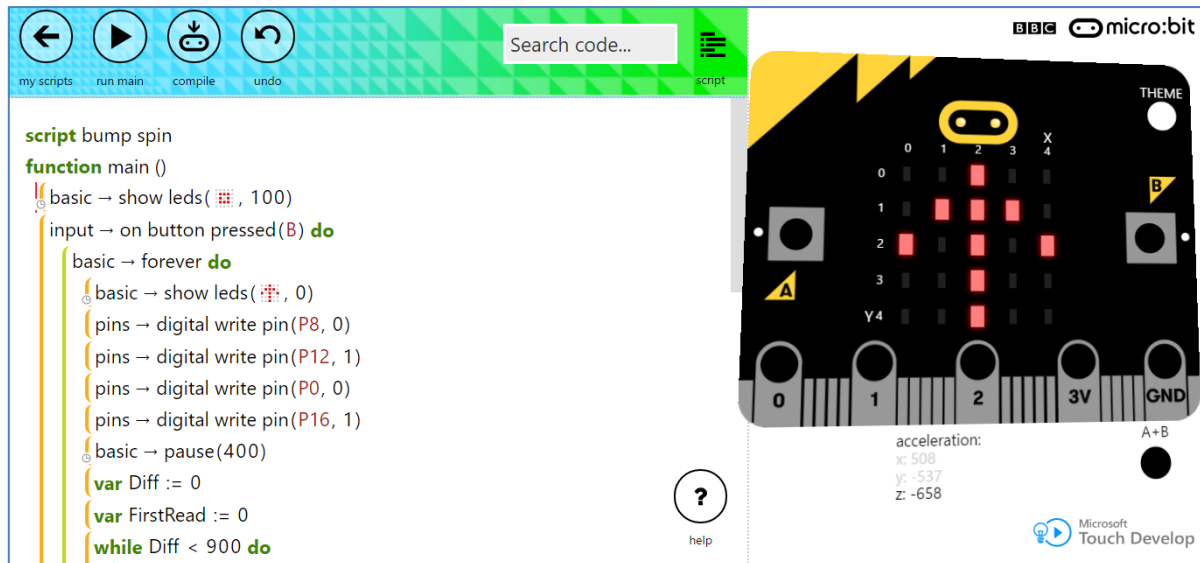 my scripts
run main
compile
undo
Search code...
script
script bump spin
function main ()
basic → show leds( , 100)
input → on button pressed(B) do
basic → forever do
basic → show leds( , 0)
pins → digital write pin(P8, 0)
pins → digital write pin(P12, 1)
pins → digital write pin(P0, 0)
pins → digital write pin(P16, 1)
basic → pause(400)
var Diff := 0
var FirstRead := 0
while Diff < 900 do
?
help
BBC micro:bit
THEME
X
0 1 2 3 4
0
1
2
3
Y 4
B
A
0 1 2 3V GND
acceleration:
x: 508
y: -537
z: -658
A+B
Microsoft
Touch Develop